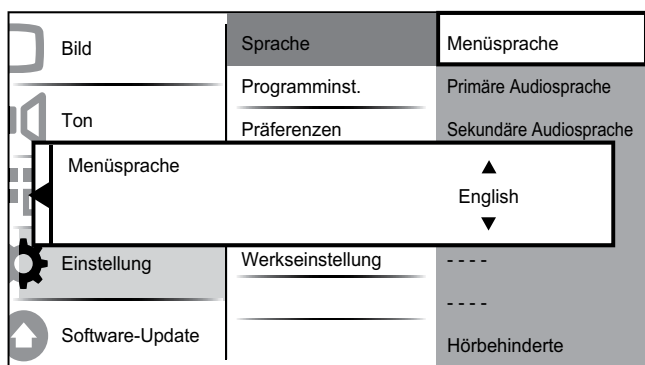 Bild
Sprache
Menüsprache
Programminst.
Primäre Audiosprache
Ton
Präferenzen
Sekundäre Audiosprache
Menüsprache
English
Einstellung
Werkseinstellung
- - - -
- - - -
Software-Update
Hörbehinderte